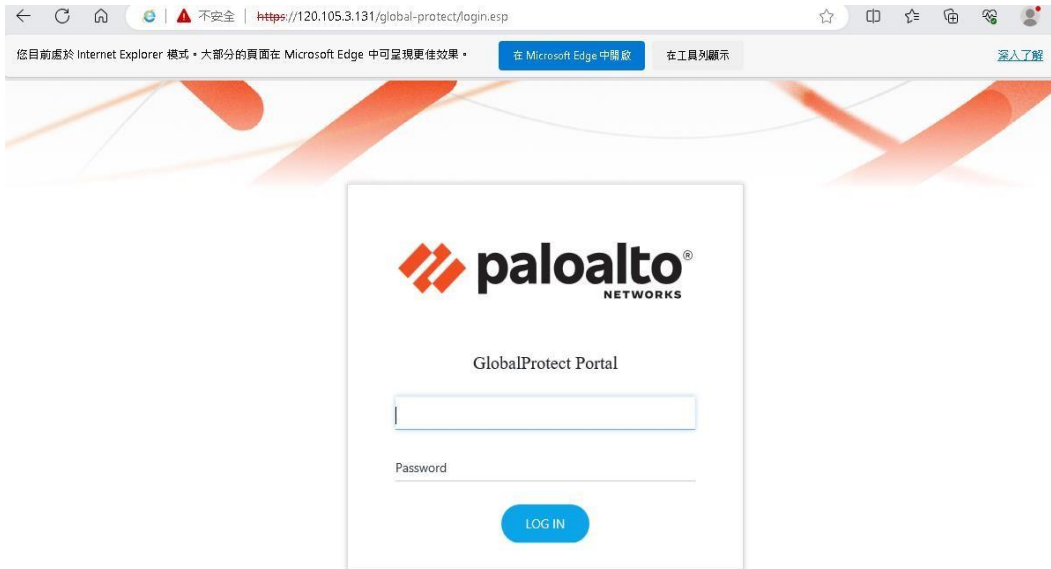 不安全 https://120.105.3.131/global-protect/login.esp
您目前處於 Internet Explorer 模式。大部分的頁面在 Microsoft Edge 中可呈現更佳效果。 在 Microsoft Edge 中開啟 在工具列顯示 深入了解
paloalto®
NETWORKS
GlobalProtect Portal
Password
LOG IN